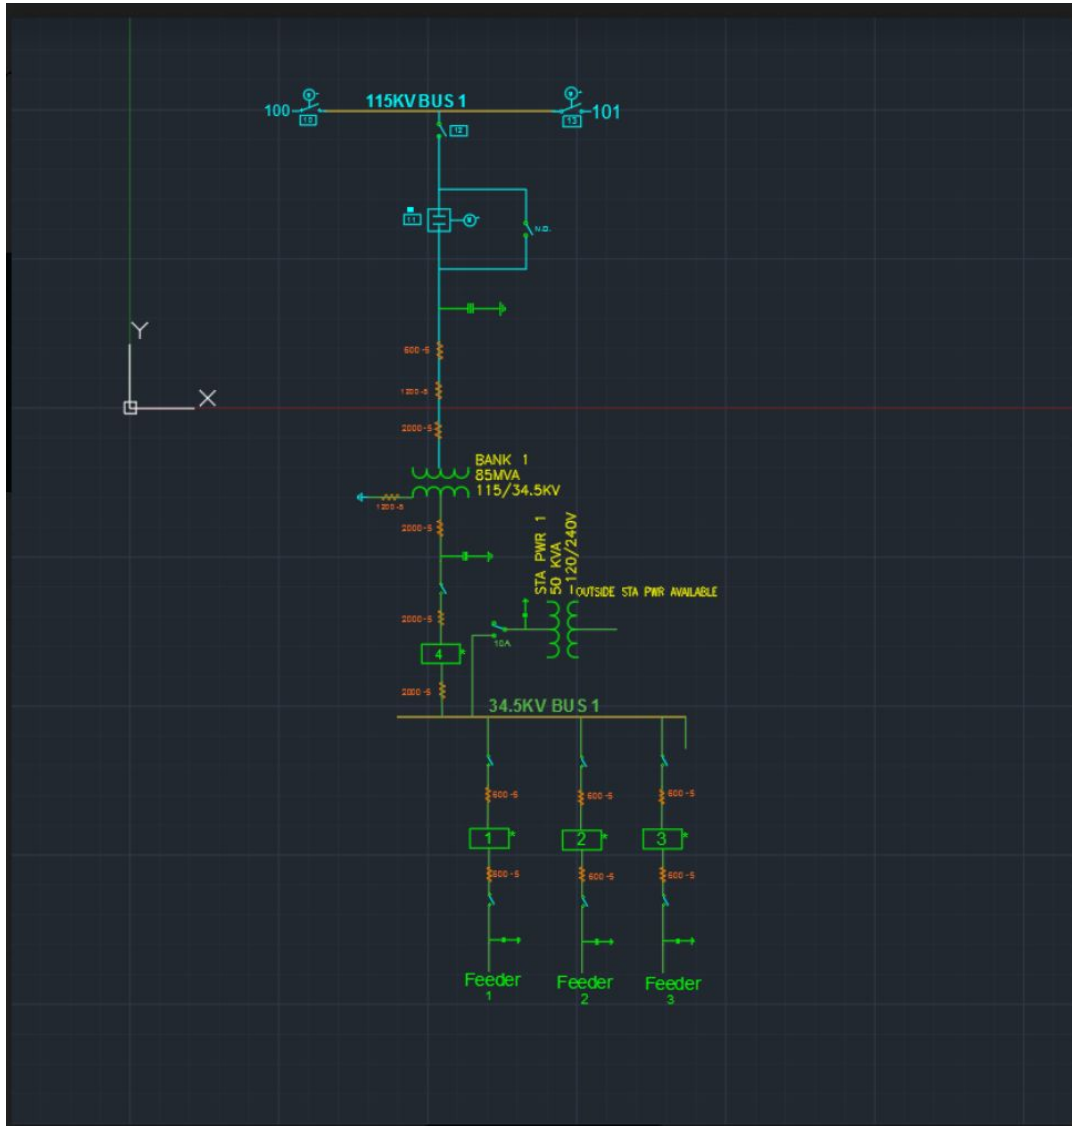 115KV BUS 1
100
101
10
13
12
11
M
N.O.
600-5
1200-5
2000-5
BANK 1
85MVA
115/34.5KV
1200-5
2000-5
STA PWR 1
50 KVA
-120/240V
OUTSIDE STA PWR AVAILABLE
2000-5
10A
4
*
2000-5
34.5KV BUS 1
600-5
600-5
600-5
1
*
2
*
3
*
600-5
600-5
600-5
Feeder
1
Feeder
2
Feeder
3
Y
X